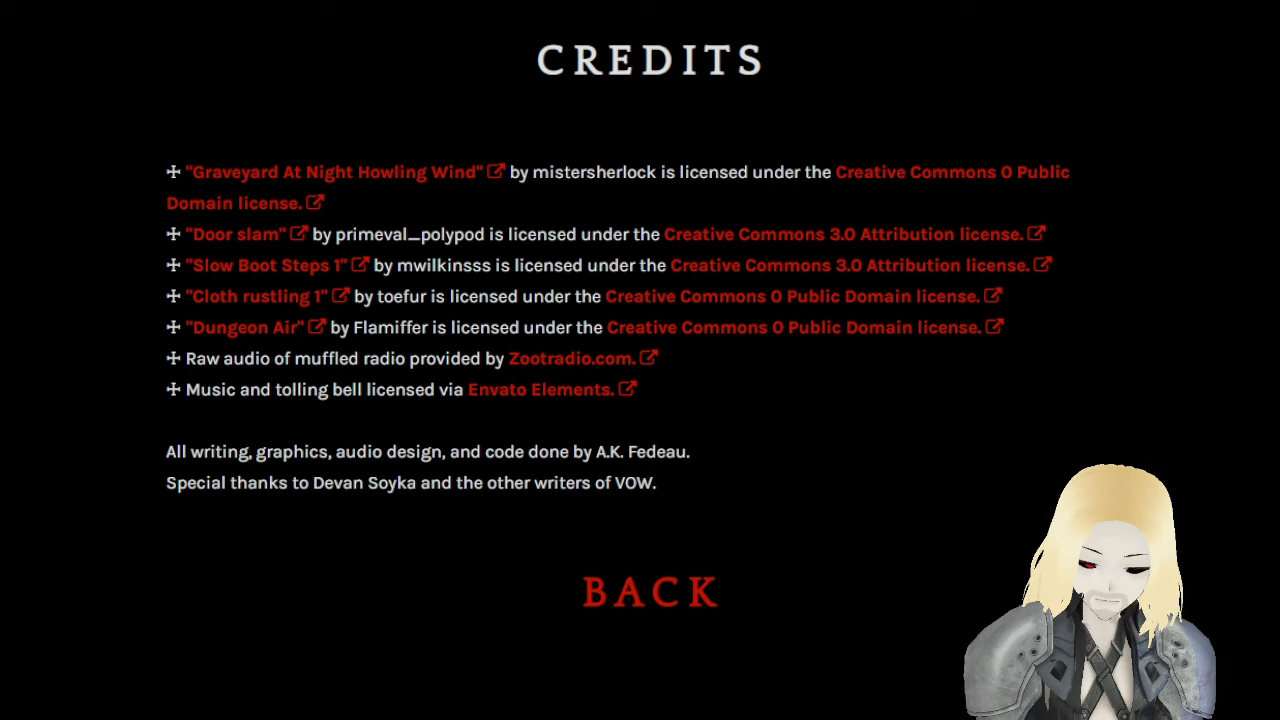 CREDITS
✢ "Graveyard At Night Howling Wind" by mistersherlock is licensed under the Creative Commons 0 Public
Domain license.
✢ "Door slam" by primeval_polypod is licensed under the Creative Commons 3.0 Attribution license.
✢ "Slow Boot Steps 1" by mwilkinsss is licensed under the Creative Commons 3.0 Attribution license.
✢ "Cloth rustling 1" by toefur is licensed under the Creative Commons 0 Public Domain license.
✢ "Dungeon Air" by Flamiffer is licensed under the Creative Commons 0 Public Domain license.
✢ Raw audio of muffled radio provided by Zootradio.com.
✢ Music and tolling bell licensed via Envato Elements.
All writing, graphics, audio design, and code done by A.K. Fedeau.
Special thanks to Devan Soyka and the other writers of VOW.
BACK